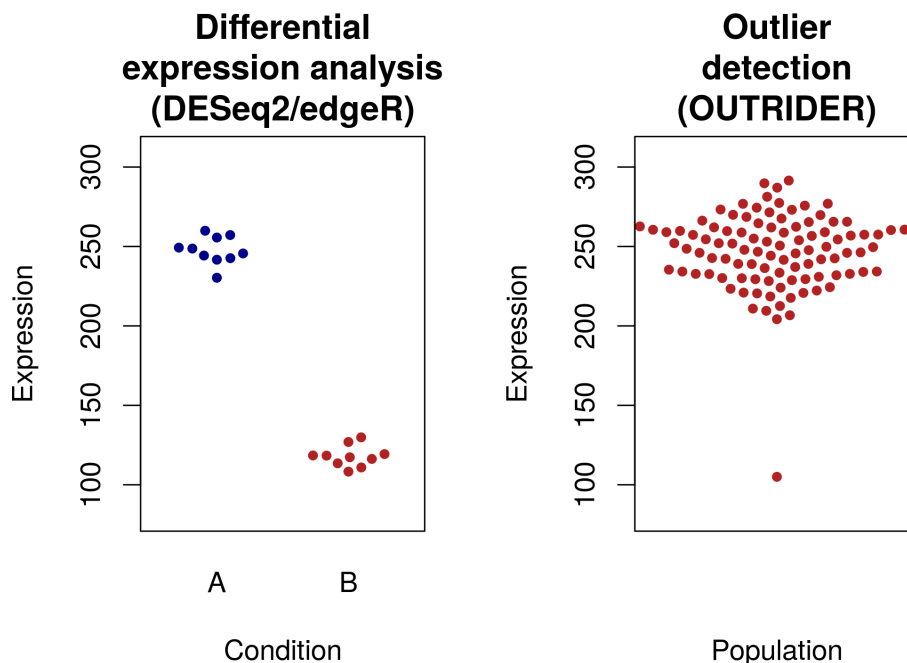 Differential
expression analysis
(DESeq2/edgeR)
300
250
200
150
100
Expression
A
B
Condition
Outlier
detection
(OUTRIDER)
300
250
200
150
100
Expression
Population